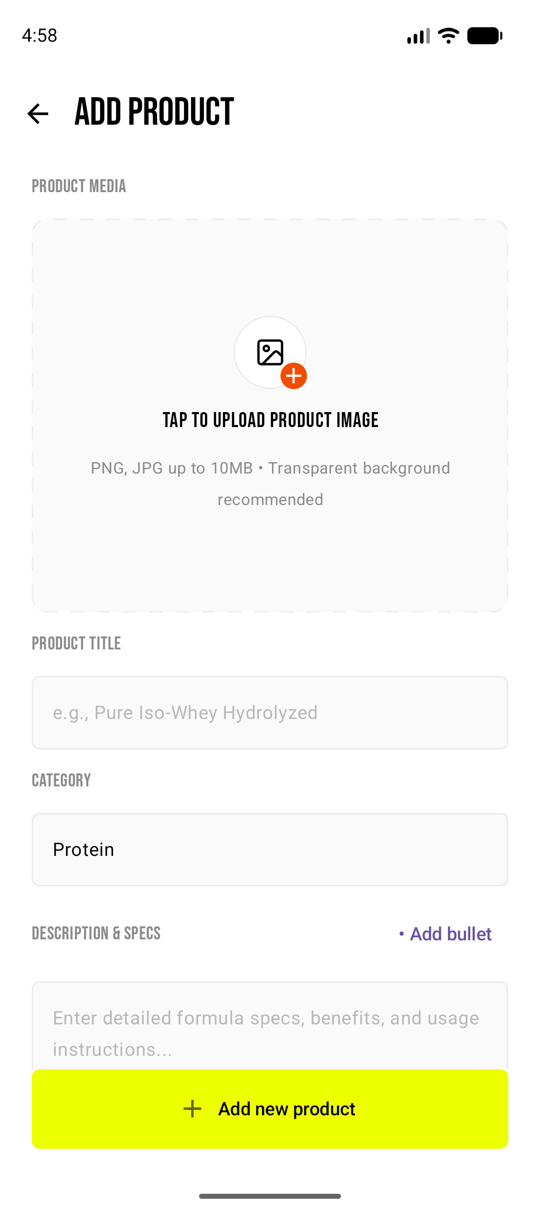 4:58
ADD PRODUCT
PRODUCT MEDIA
TAP TO UPLOAD PRODUCT IMAGE
PNG, JPG up to 10MB • Transparent background
recommended
PRODUCT TITLE
e.g., Pure Iso-Whey Hydrolyzed
CATEGORY
Protein
DESCRIPTION & SPECS
• Add bullet
Enter detailed formula specs, benefits, and usage
instructions...
Add new product